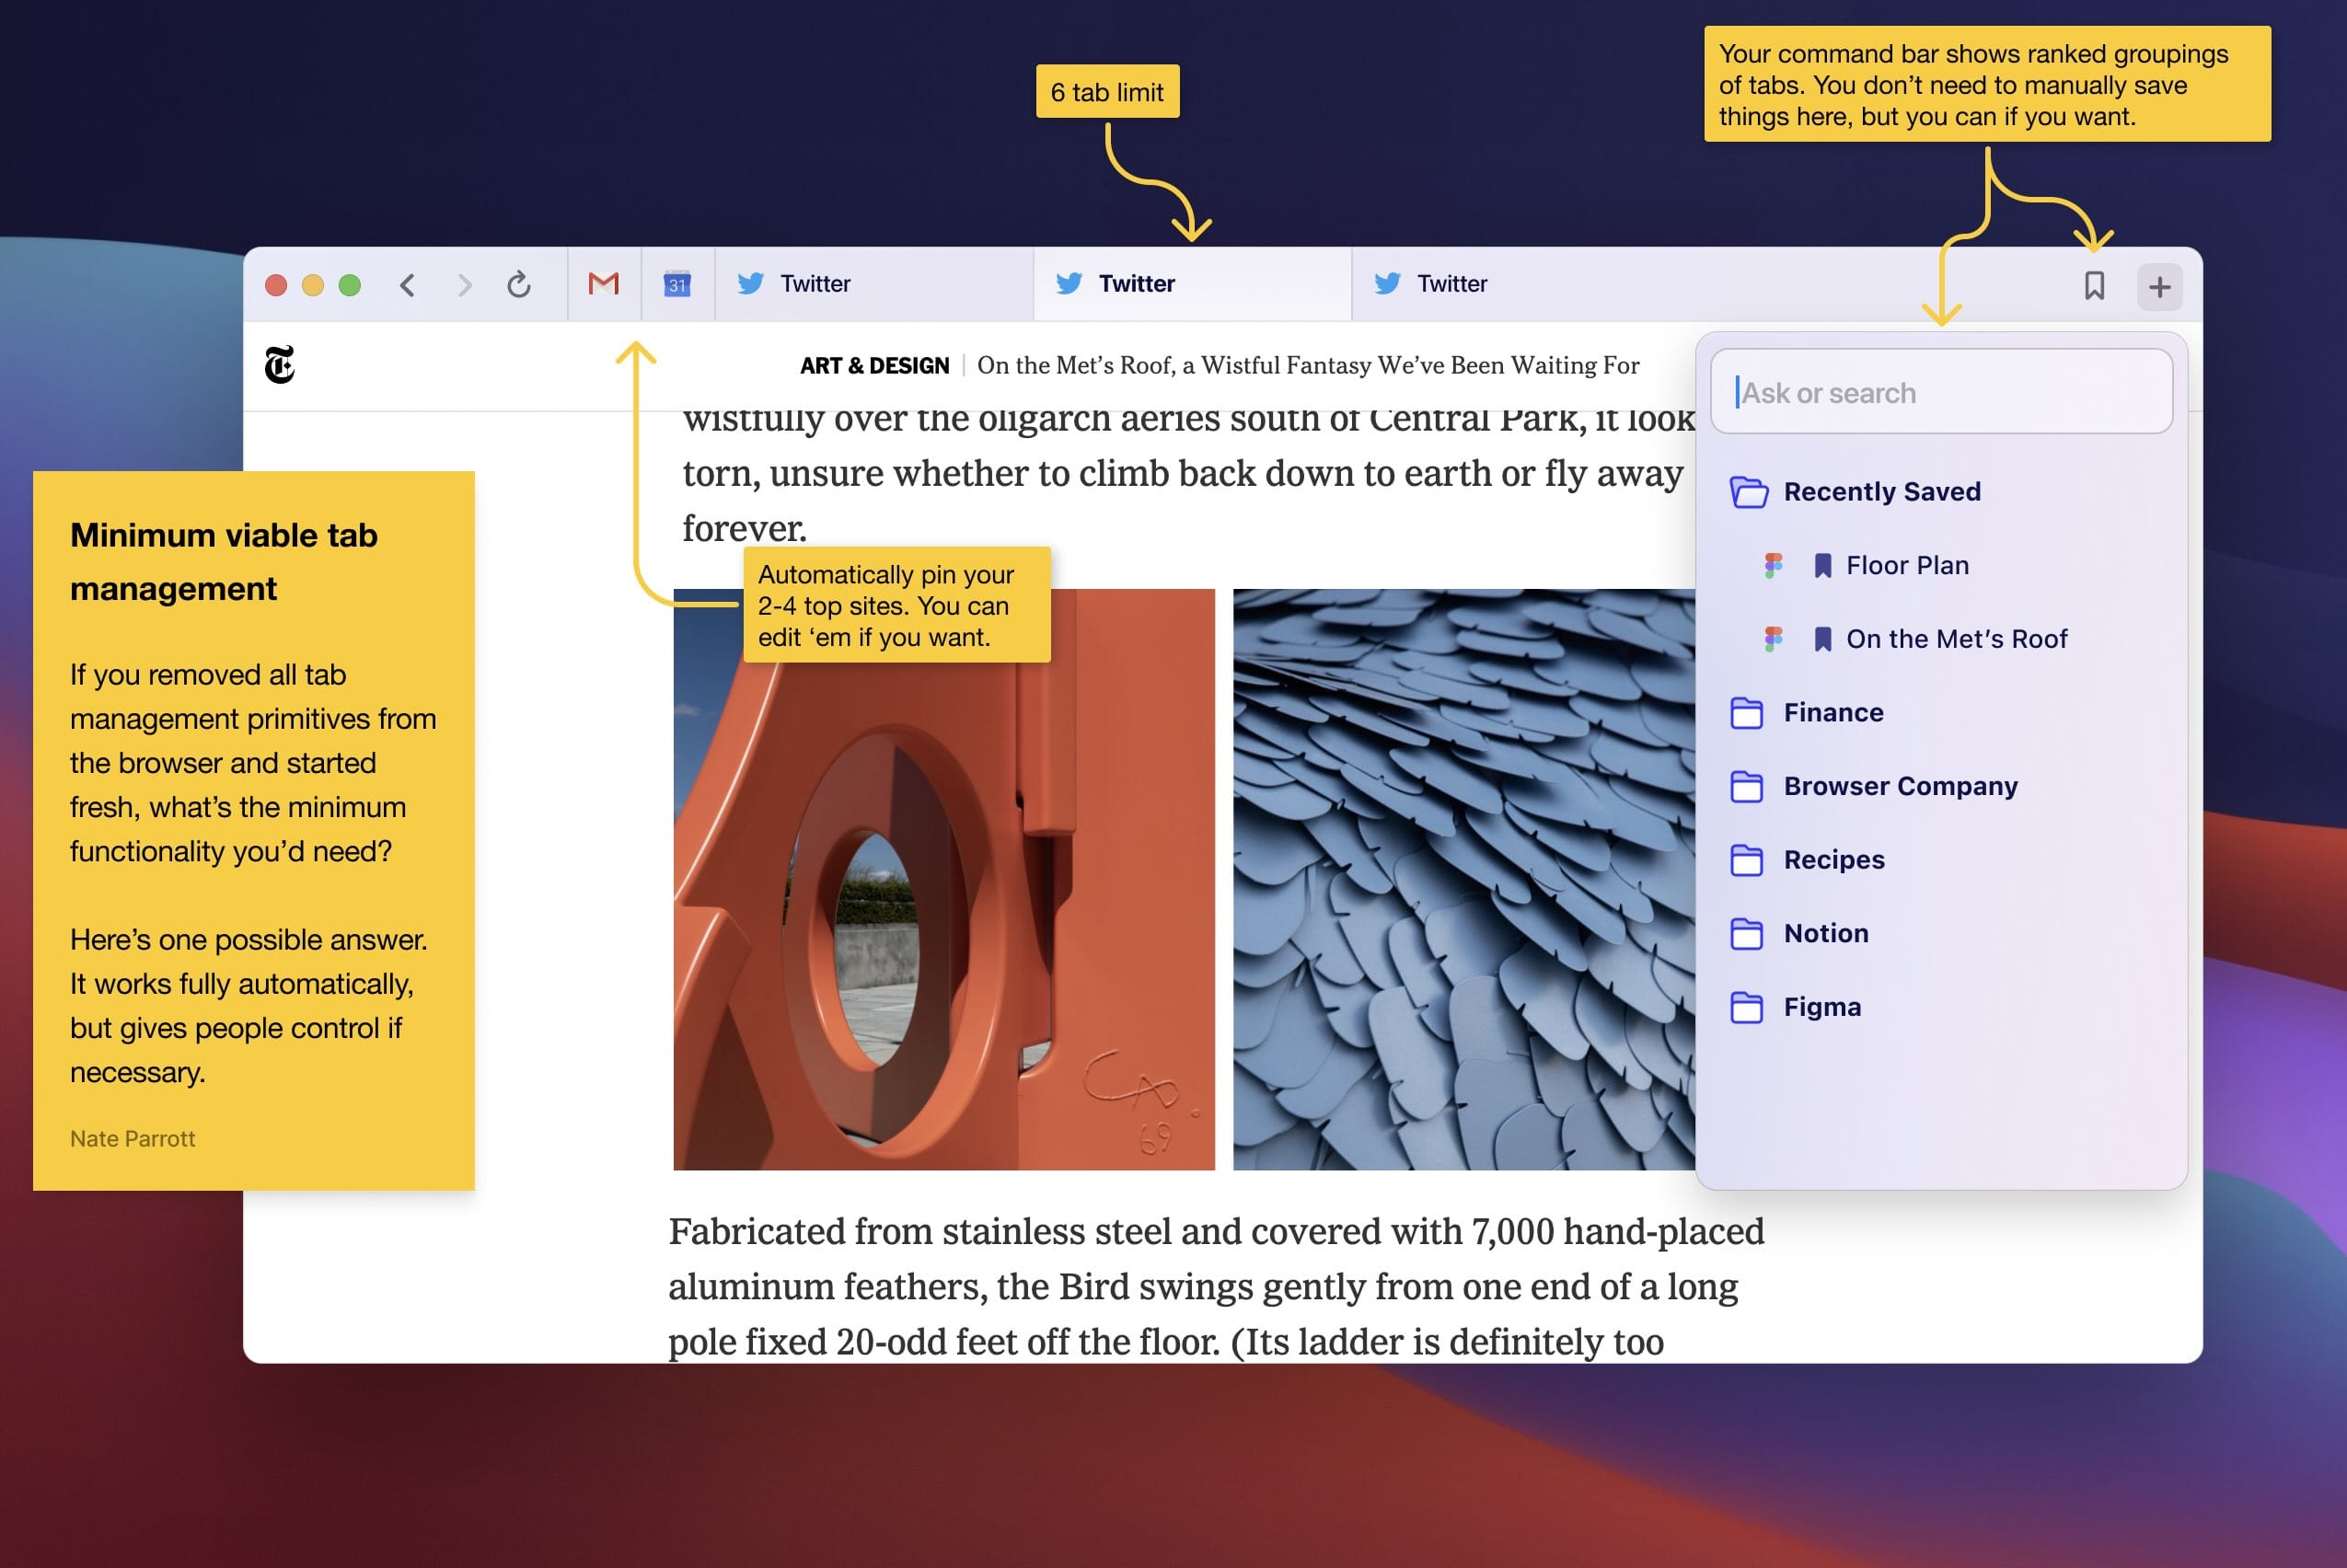 6 tab limit
Your command bar shows ranked groupings
of tabs. You don’t need to manually save
things here, but you can if you want.
31
Twitter
Twitter
Twitter
ART & DESIGN | On the Met’s Roof, a Wistful Fantasy We’ve Been Waiting For
wistfully over the oligarch aeries south of Central Park, it look
torn, unsure whether to climb back down to earth or fly away
forever.
Automatically pin your
2-4 top sites. You can
edit ‘em if you want.
Minimum viable tab
management
If you removed all tab
management primitives from
the browser and started
fresh, what’s the minimum
functionality you’d need?
Here’s one possible answer.
It works fully automatically,
but gives people control if
necessary.
Nate Parrott
Ask or search
Recently Saved
Floor Plan
On the Met’s Roof
Finance
Browser Company
Recipes
Notion
Figma
CA
69
Fabricated from stainless steel and covered with 7,000 hand-placed
aluminum feathers, the Bird swings gently from one end of a long
pole fixed 20-odd feet off the floor. (Its ladder is definitely too